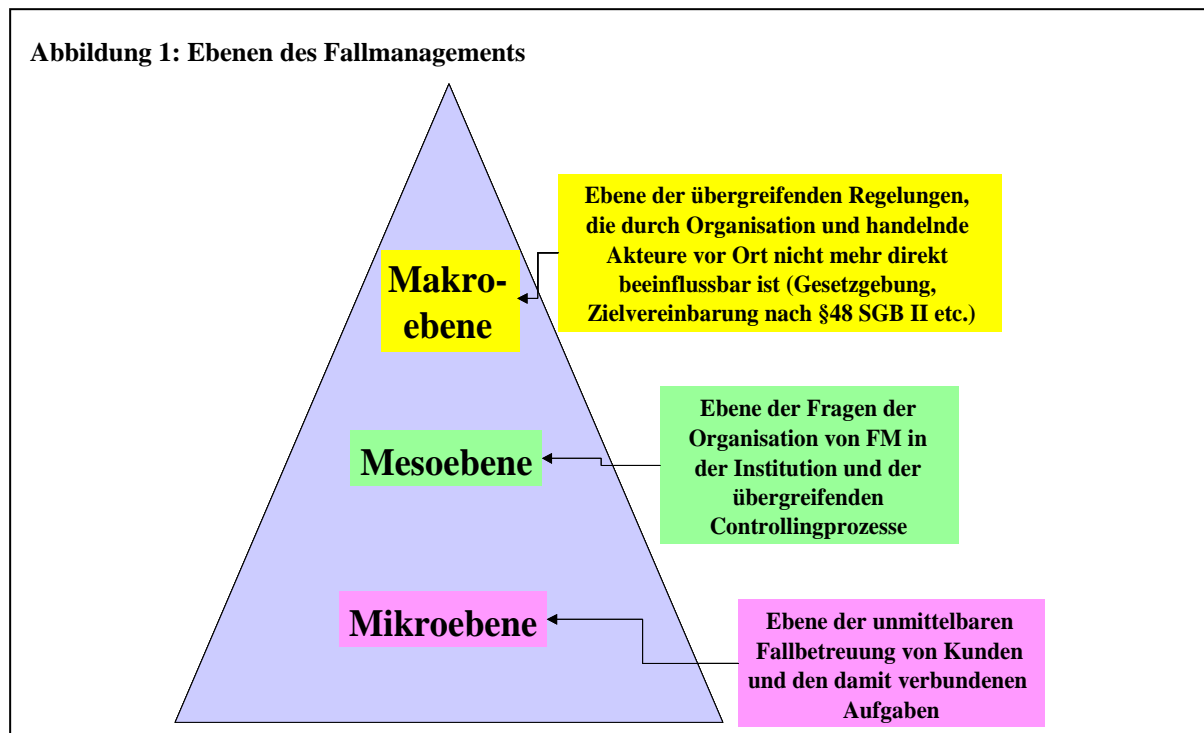 Abbildung 1: Ebenen des Fallmanagements
Ebene der übergreifenden Regelungen,
die durch Organisation und handelnde
Akteure vor Ort nicht mehr direkt
beeinflussbar ist (Gesetzgebung,
Zielvereinbarung nach §48 SGB II etc.)
Makro-
ebene
Ebene der Fragen der
Organisation von FM in
der Institution und der
übergreifenden
Controllingprozesse
Mesoebene
Ebene der unmittelbaren
Fallbetreuung von Kunden
und den damit verbundenen
Aufgaben
Mikroebene